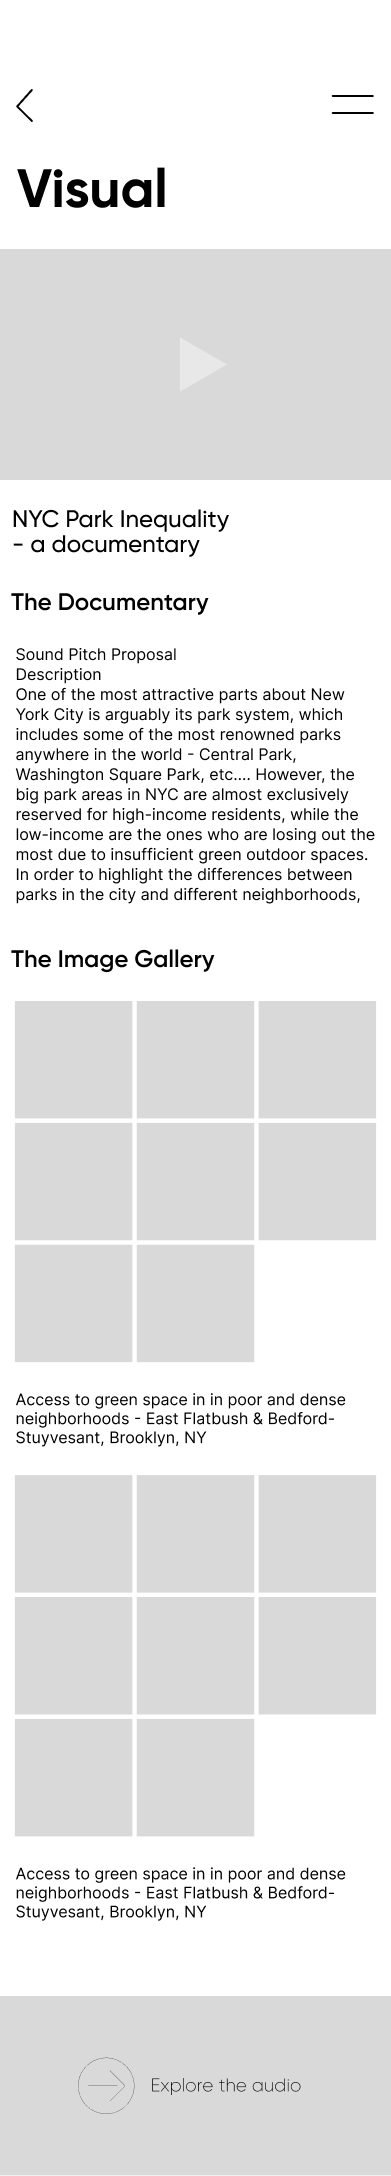 Visual
NYC Park Inequality
- a documentary
The Documentary
Sound Pitch Proposal
Description
One of the most attractive parts about New
York City is arguably its park system, which
includes some of the most renowned parks
anywhere in the world - Central Park,
Washington Square Park, etc.... However, the
big park areas in NYC are almost exclusively
reserved for high-income residents, while the
low-income are the ones who are losing out the
most due to insufficient green outdoor spaces.
In order to highlight the differences between
parks in the city and different neighborhoods,
The Image Gallery
Access to green space in in poor and dense
neighborhoods - East Flatbush & Bedford-
Stuyvesant, Brooklyn, NY
Access to green space in in poor and dense
neighborhoods - East Flatbush & Bedford-
Stuyvesant, Brooklyn, NY
Explore the audio